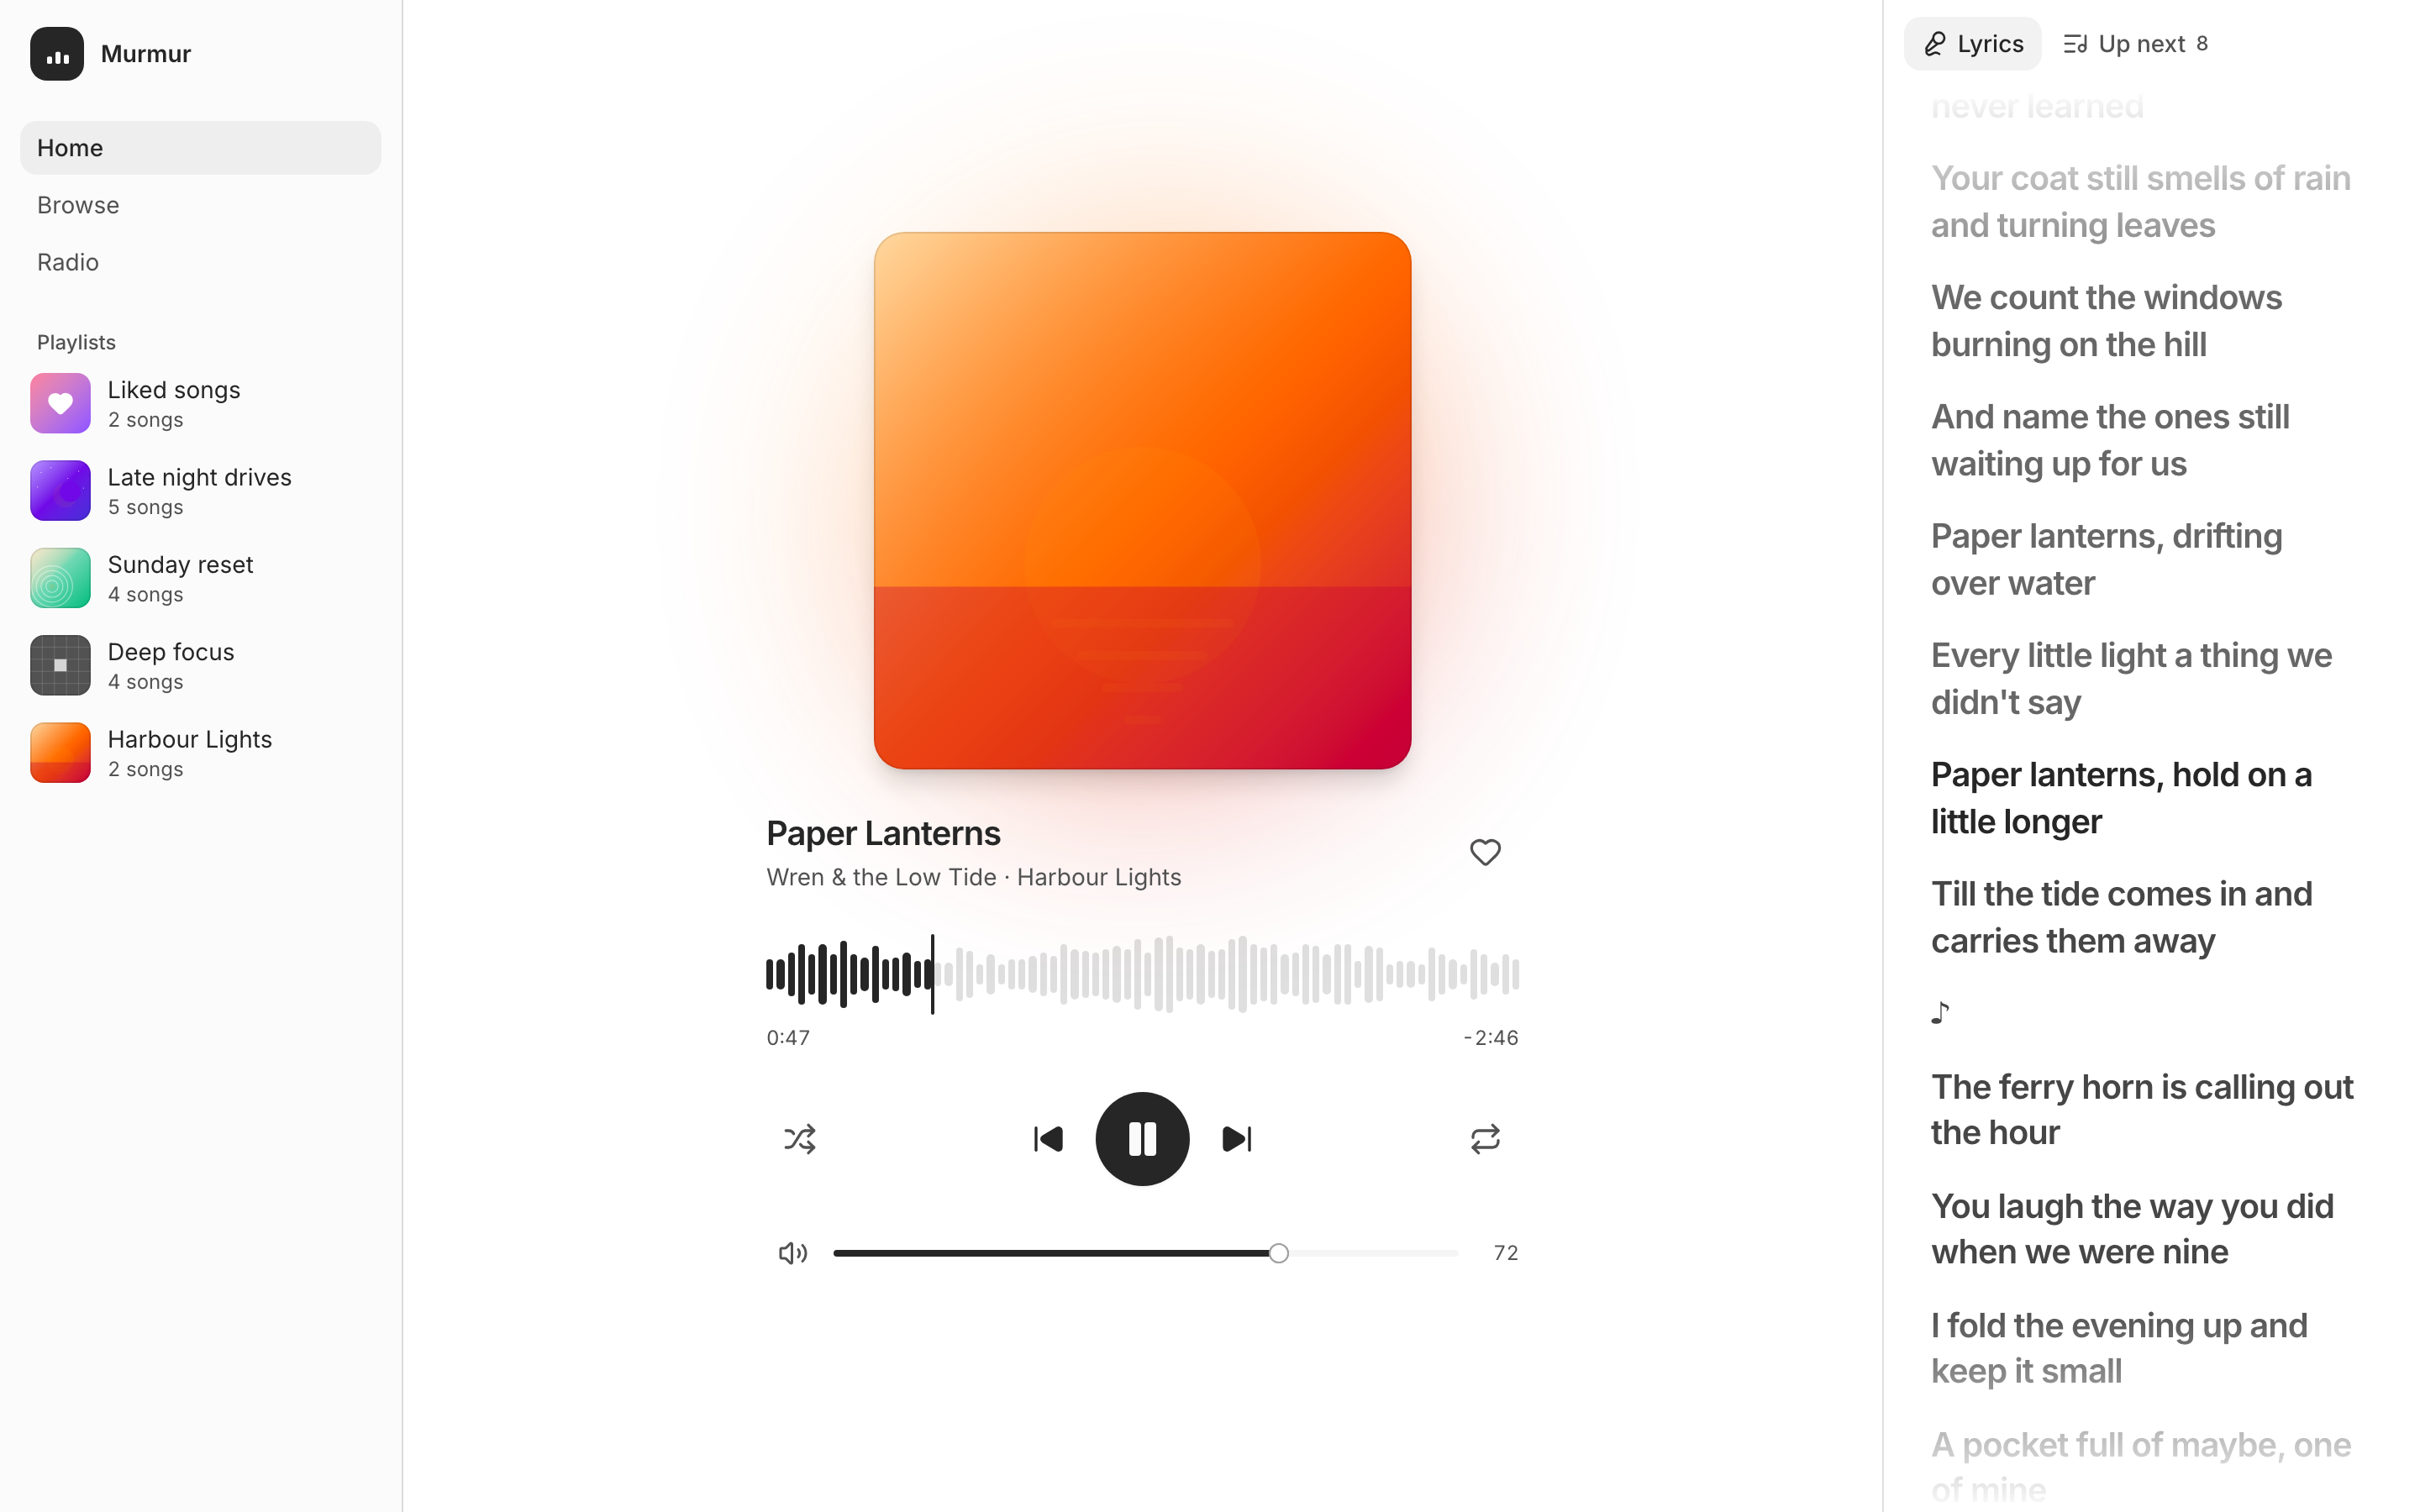 Murmur
Home
Browse
Radio
Playlists
Liked songs
2 songs
Late night drives
5 songs
Sunday reset
4 songs
Deep focus
4 songs
Harbour Lights
2 songs
Paper Lanterns
Wren & the Low Tide · Harbour Lights
0:47
-2:46
72
Lyrics
Up next 8
never learned
Your coat still smells of rain
and turning leaves
We count the windows
burning on the hill
And name the ones still
waiting up for us
Paper lanterns, drifting
over water
Every little light a thing we
didn't say
Paper lanterns, hold on a
little longer
Till the tide comes in and
carries them away
♪
The ferry horn is calling out
the hour
You laugh the way you did
when we were nine
I fold the evening up and
keep it small
A pocket full of maybe, one
of mine